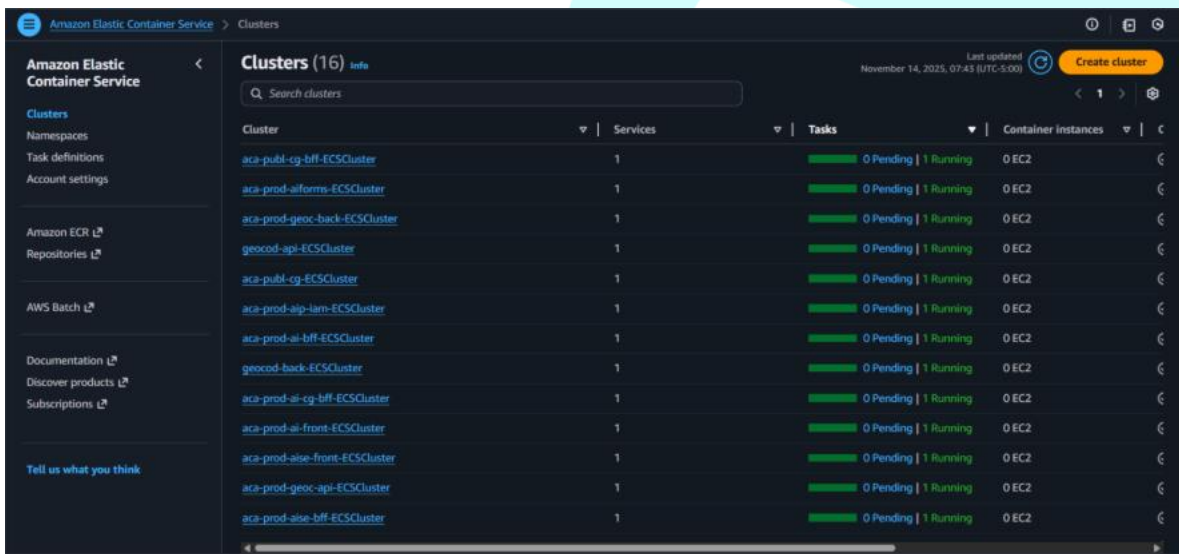 Amazon Elastic Container Service > Clusters
Amazon Elastic
Container Service
Clusters
Namespaces
Task definitions
Account settings
Amazon ECR
Repositories
AWS Batch
Documentation
Discover products
Subscriptions
Tell us what you think
Clusters (16) Info
Last updated
November 14, 2025, 07:43 (UTC-5:00)
Create cluster
Search clusters
< 1 >
Cluster | Services | Tasks | Container instances | C
aca-publ-cg-bff-ECSCluster 1 0 Pending | 1 Running 0 EC2
aca-prod-aiforms-ECSCluster 1 0 Pending | 1 Running 0 EC2
aca-prod-geoc-back-ECSCluster 1 0 Pending | 1 Running 0 EC2
geocod-api-ECSCluster 1 0 Pending | 1 Running 0 EC2
aca-publ-cg-ECSCluster 1 0 Pending | 1 Running 0 EC2
aca-prod-aip-iam-ECSCluster 1 0 Pending | 1 Running 0 EC2
aca-prod-ai-bff-ECSCluster 1 0 Pending | 1 Running 0 EC2
geocod-back-ECSCluster 1 0 Pending | 1 Running 0 EC2
aca-prod-ai-cg-bff-ECSCluster 1 0 Pending | 1 Running 0 EC2
aca-prod-ai-front-ECSCluster 1 0 Pending | 1 Running 0 EC2
aca-prod-aise-front-ECSCluster 1 0 Pending | 1 Running 0 EC2
aca-prod-geoc-api-ECSCluster 1 0 Pending | 1 Running 0 EC2
aca-prod-aise-bff-ECSCluster 1 0 Pending | 1 Running 0 EC2